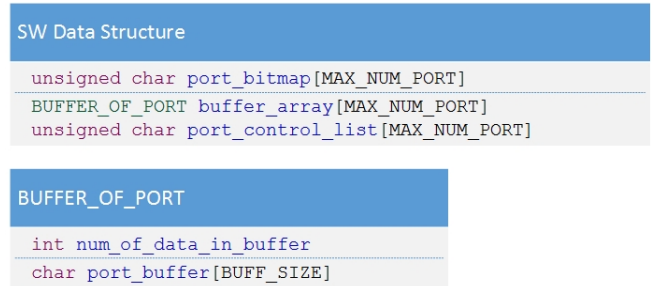 SW Data Structure
unsigned char port_bitmap[MAX_NUM_PORT]
BUFFER_OF_PORT buffer_array[MAX_NUM_PORT]
unsigned char port_control_list[MAX_NUM_PORT]
BUFFER_OF_PORT
int num_of_data_in_buffer
char port_buffer[BUFF_SIZE]